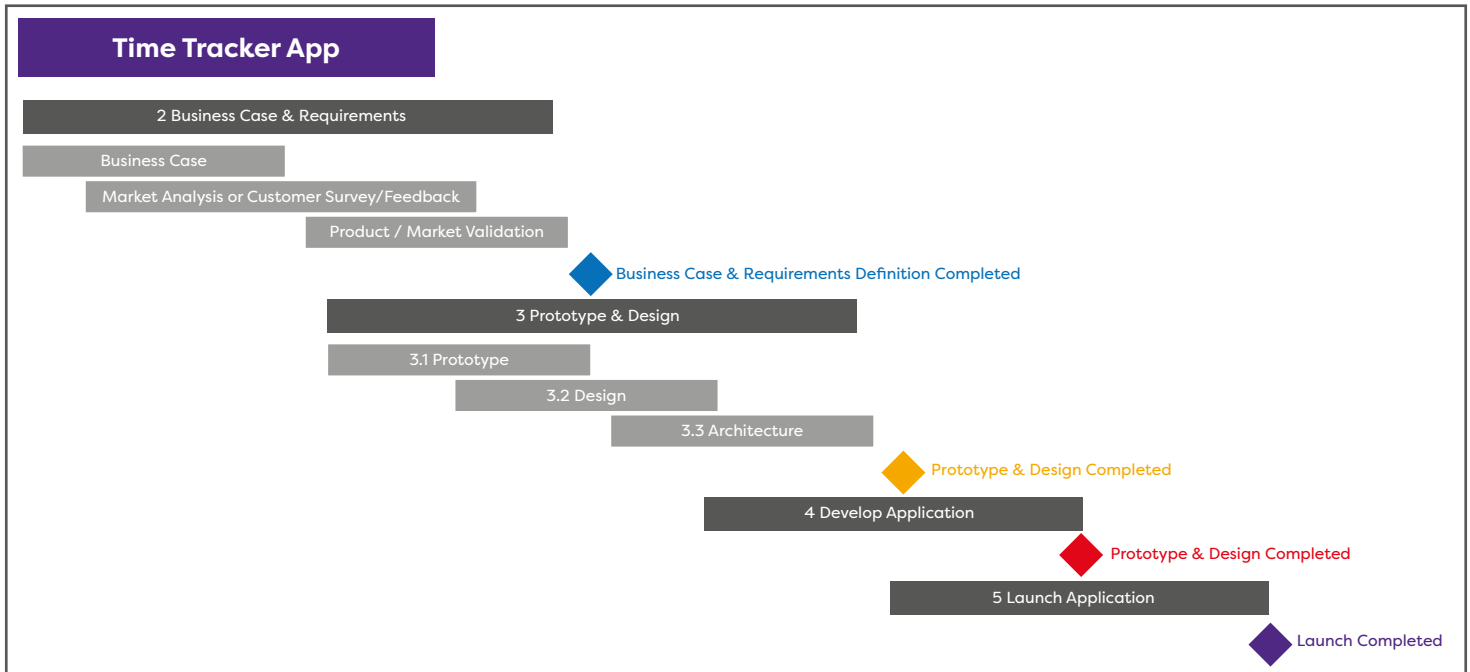 Time Tracker App
2 Business Case & Requirements
Business Case
Market Analysis or Customer Survey/Feedback
Product / Market Validation
Business Case & Requirements Definition Completed
3 Prototype & Design
3.1 Prototype
3.2 Design
3.3 Architecture
Prototype & Design Completed
4 Develop Application
Prototype & Design Completed
5 Launch Application
Launch Completed